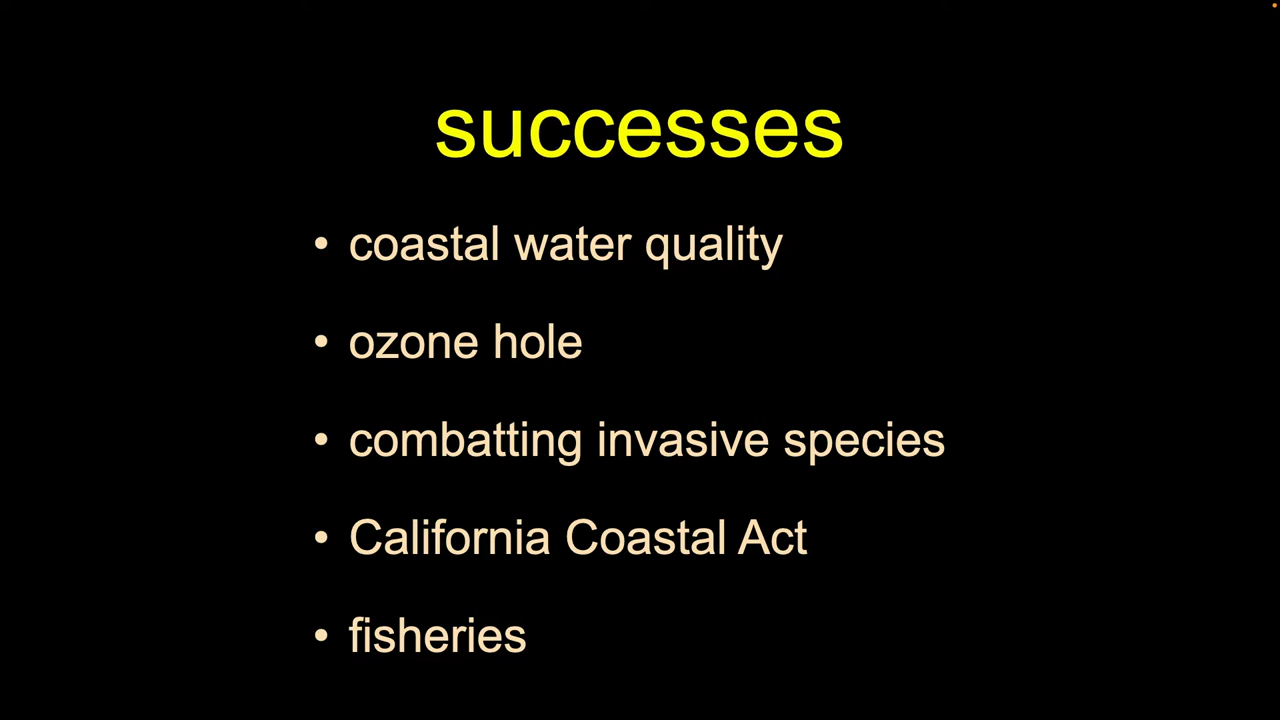 successes
• coastal water quality
• ozone hole
• combatting invasive species
• California Coastal Act
• fisheries